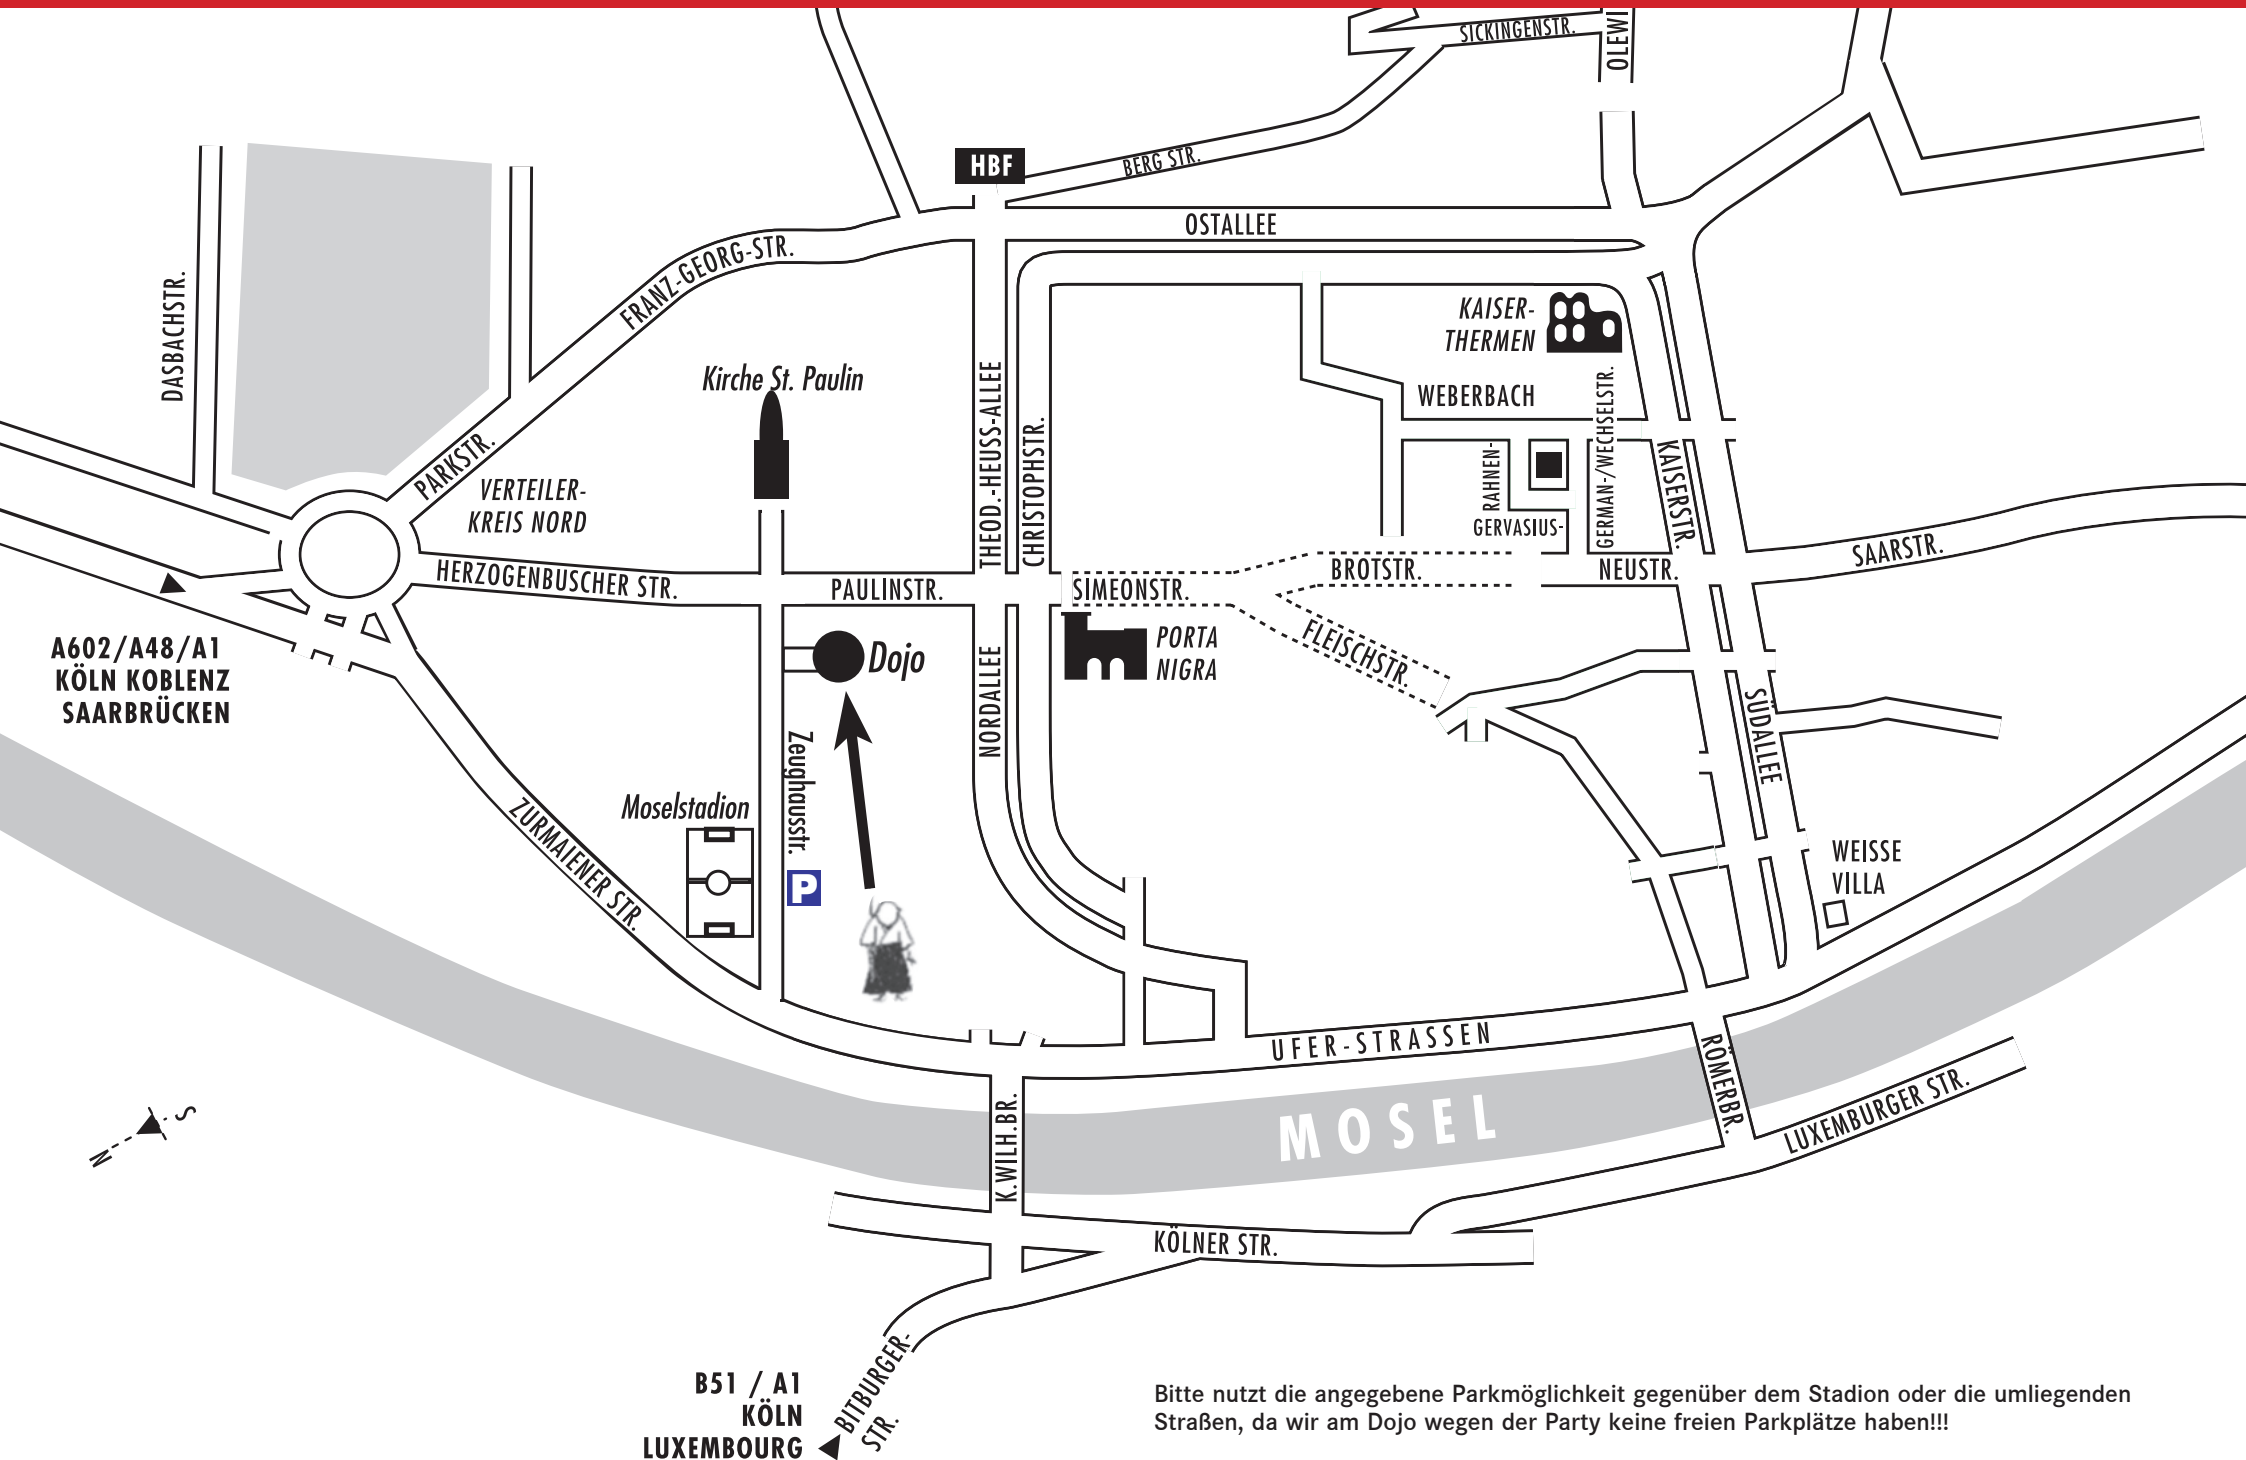 SICKINGENSTR.
OLEWI
HBF
BERG STR.
OSTALLEE
FRANZ-GEORG-STR.
DASBACHSTR.
KAISER-
THERMEN
Kirche St. Paulin
WEBERBACH
THEOD.-HEUSS-ALLEE
CHRISTOPHSTR.
GERMAN-/WECHSELSTR.
RAHNEN-
GERVASIUS-
KAISERSTR.
PARKSTR.
VERTEILER-
KREIS NORD
HERZOGENBUSCHER STR.
PAULINSTR.
SIMEONSTR.
BROTSTR.
NEUSTR.
SAARSTR.
FLEISCHSTR.
PORTA
NIGRA
Dojo
A602/A48/A1
KÖLN KOBLENZ
SAARBRÜCKEN
NORDALLEE
SÜDALLEE
Zeughausstr.
Moselstadion
P
ZURMAIENER STR.
WEISSE
VILLA
UFER-STRASSEN
RÖMERBR.
MOSEL
K.WILH.BR.
LUXEMBURGER STR.
S
N
KÖLNER STR.
BITBURGER-
STR.
B51 / A1
KÖLN
LUXEMBOURG
Bitte nutzt die angegebene Parkmöglichkeit gegenüber dem Stadion oder die umliegenden
Straßen, da wir am Dojo wegen der Party keine freien Parkplätze haben!!!